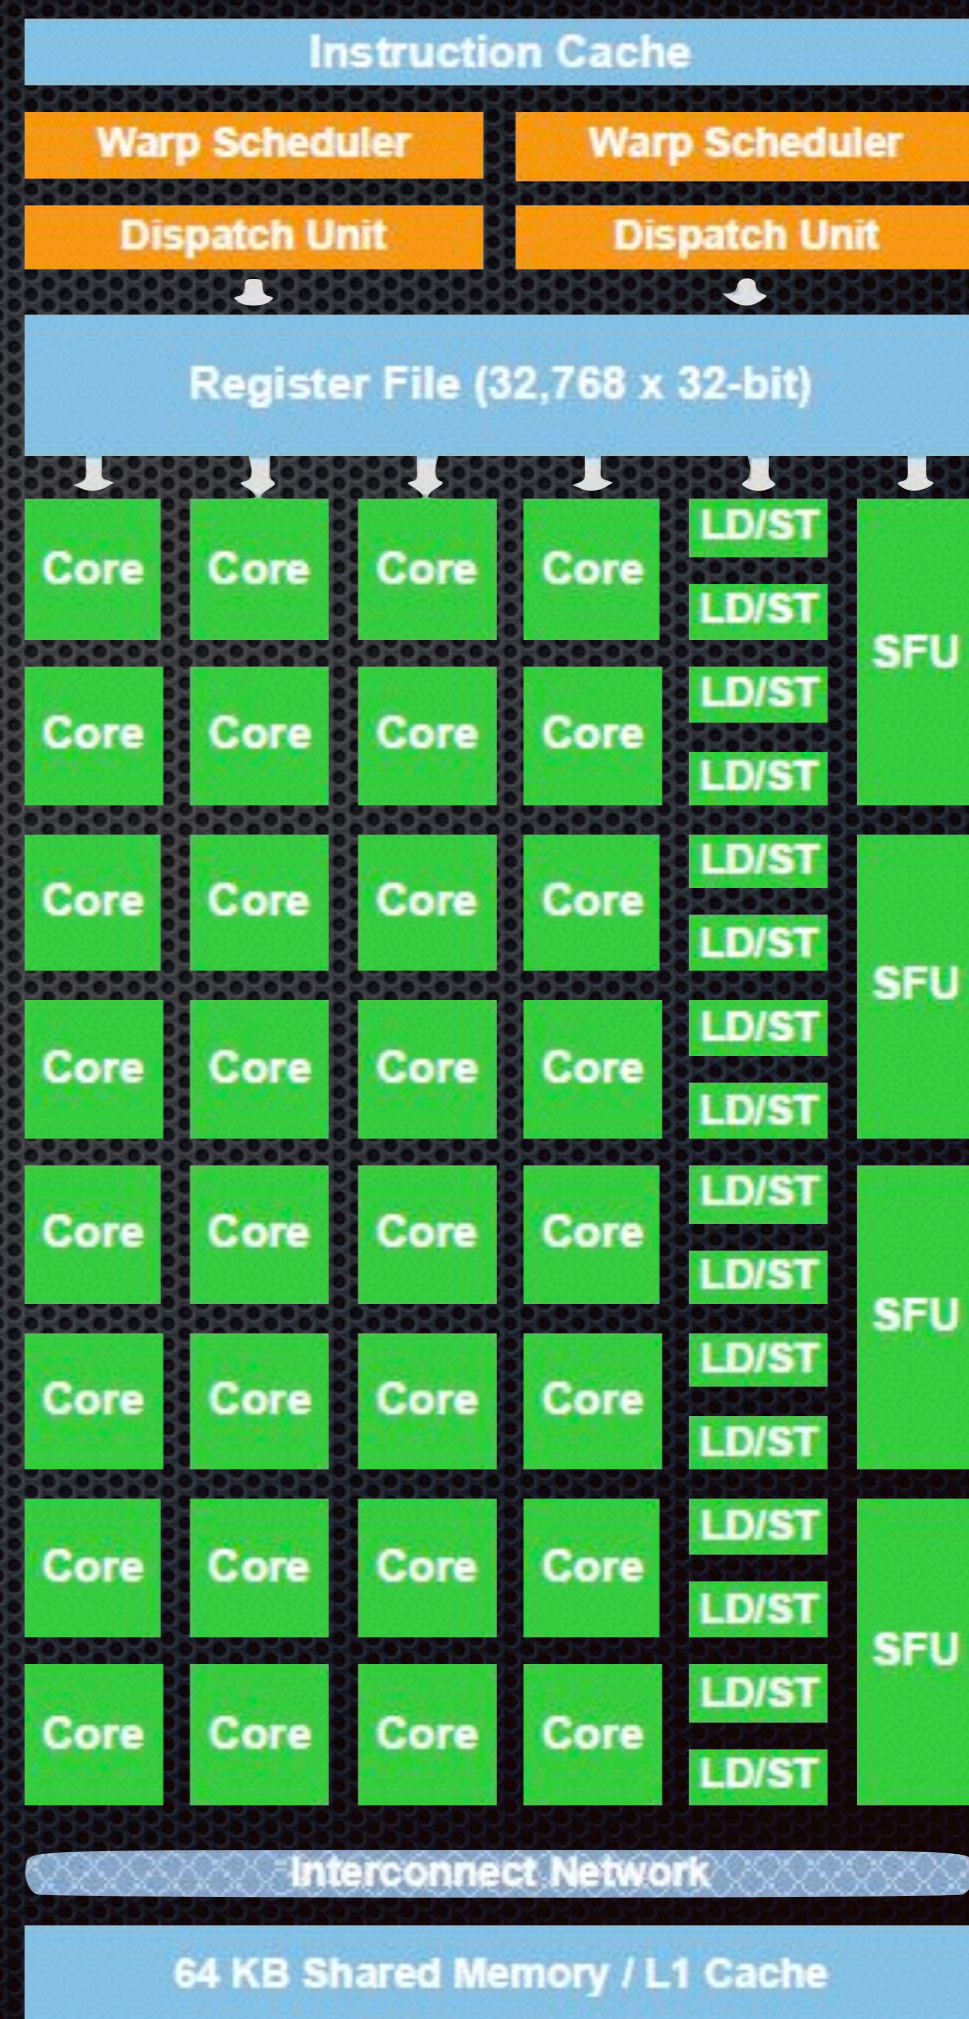 Instruction Cache
Warp Scheduler Warp Scheduler
Dispatch Unit Dispatch Unit
Register File (32,768 x 32-bit)
Core Core Core Core LD/ST
LD/ST
SFU
Core Core Core Core LD/ST
LD/ST
Core Core Core Core LD/ST
LD/ST
SFU
Core Core Core Core LD/ST
LD/ST
Core Core Core Core LD/ST
LD/ST
SFU
Core Core Core Core LD/ST
LD/ST
Core Core Core Core LD/ST
LD/ST
SFU
Core Core Core Core LD/ST
LD/ST
Interconnect Network
64 KB Shared Memory / L1 Cache